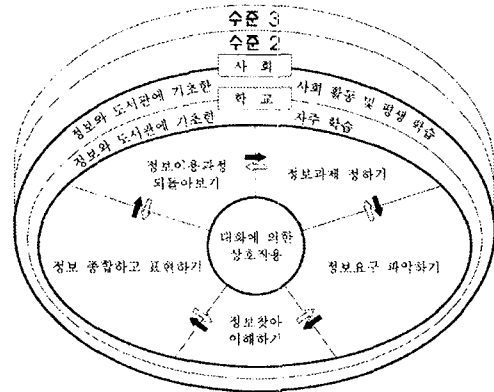 수준 3
수준 2
사 회
정보와 도서관에 기초한
사회 활동 및 평생 학습
학 교
정보와 도서관에 기초한
자주 학습
정보이용과정
되돌아보기
정보과제 정하기
대화에 의한
상호작용
정보 종합하고 표현하기
정보요구 파악하기
정보찾아
이해하기